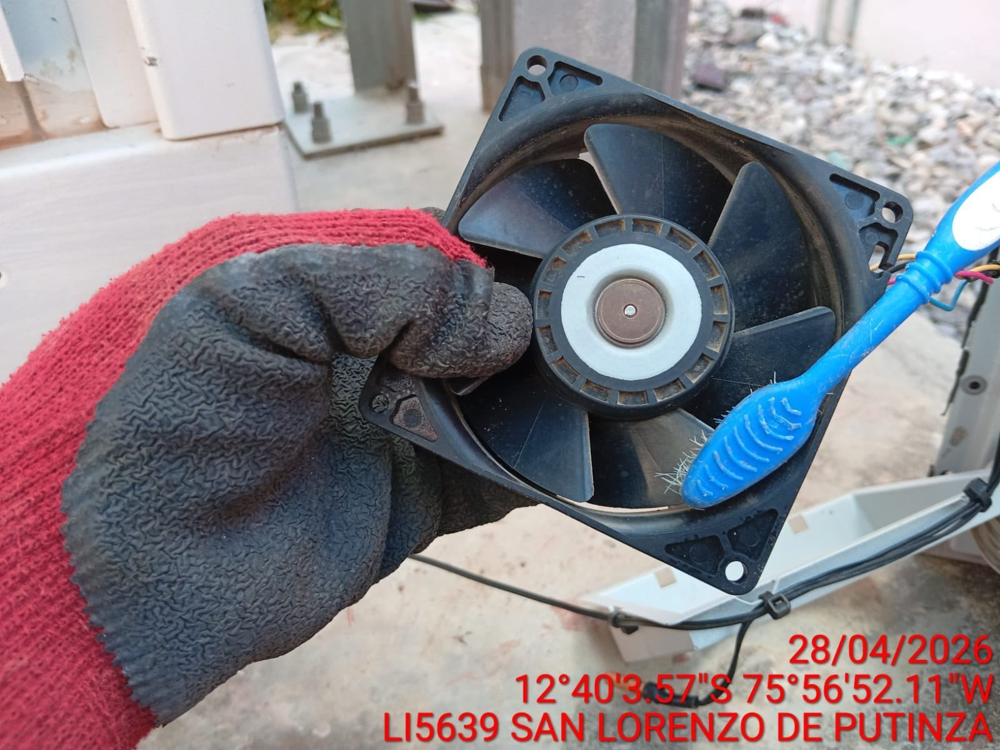 28/04/2026
12°40'3.57"S 75°56'52.11"W
LI5639 SAN LORENZO DE PUTINZA